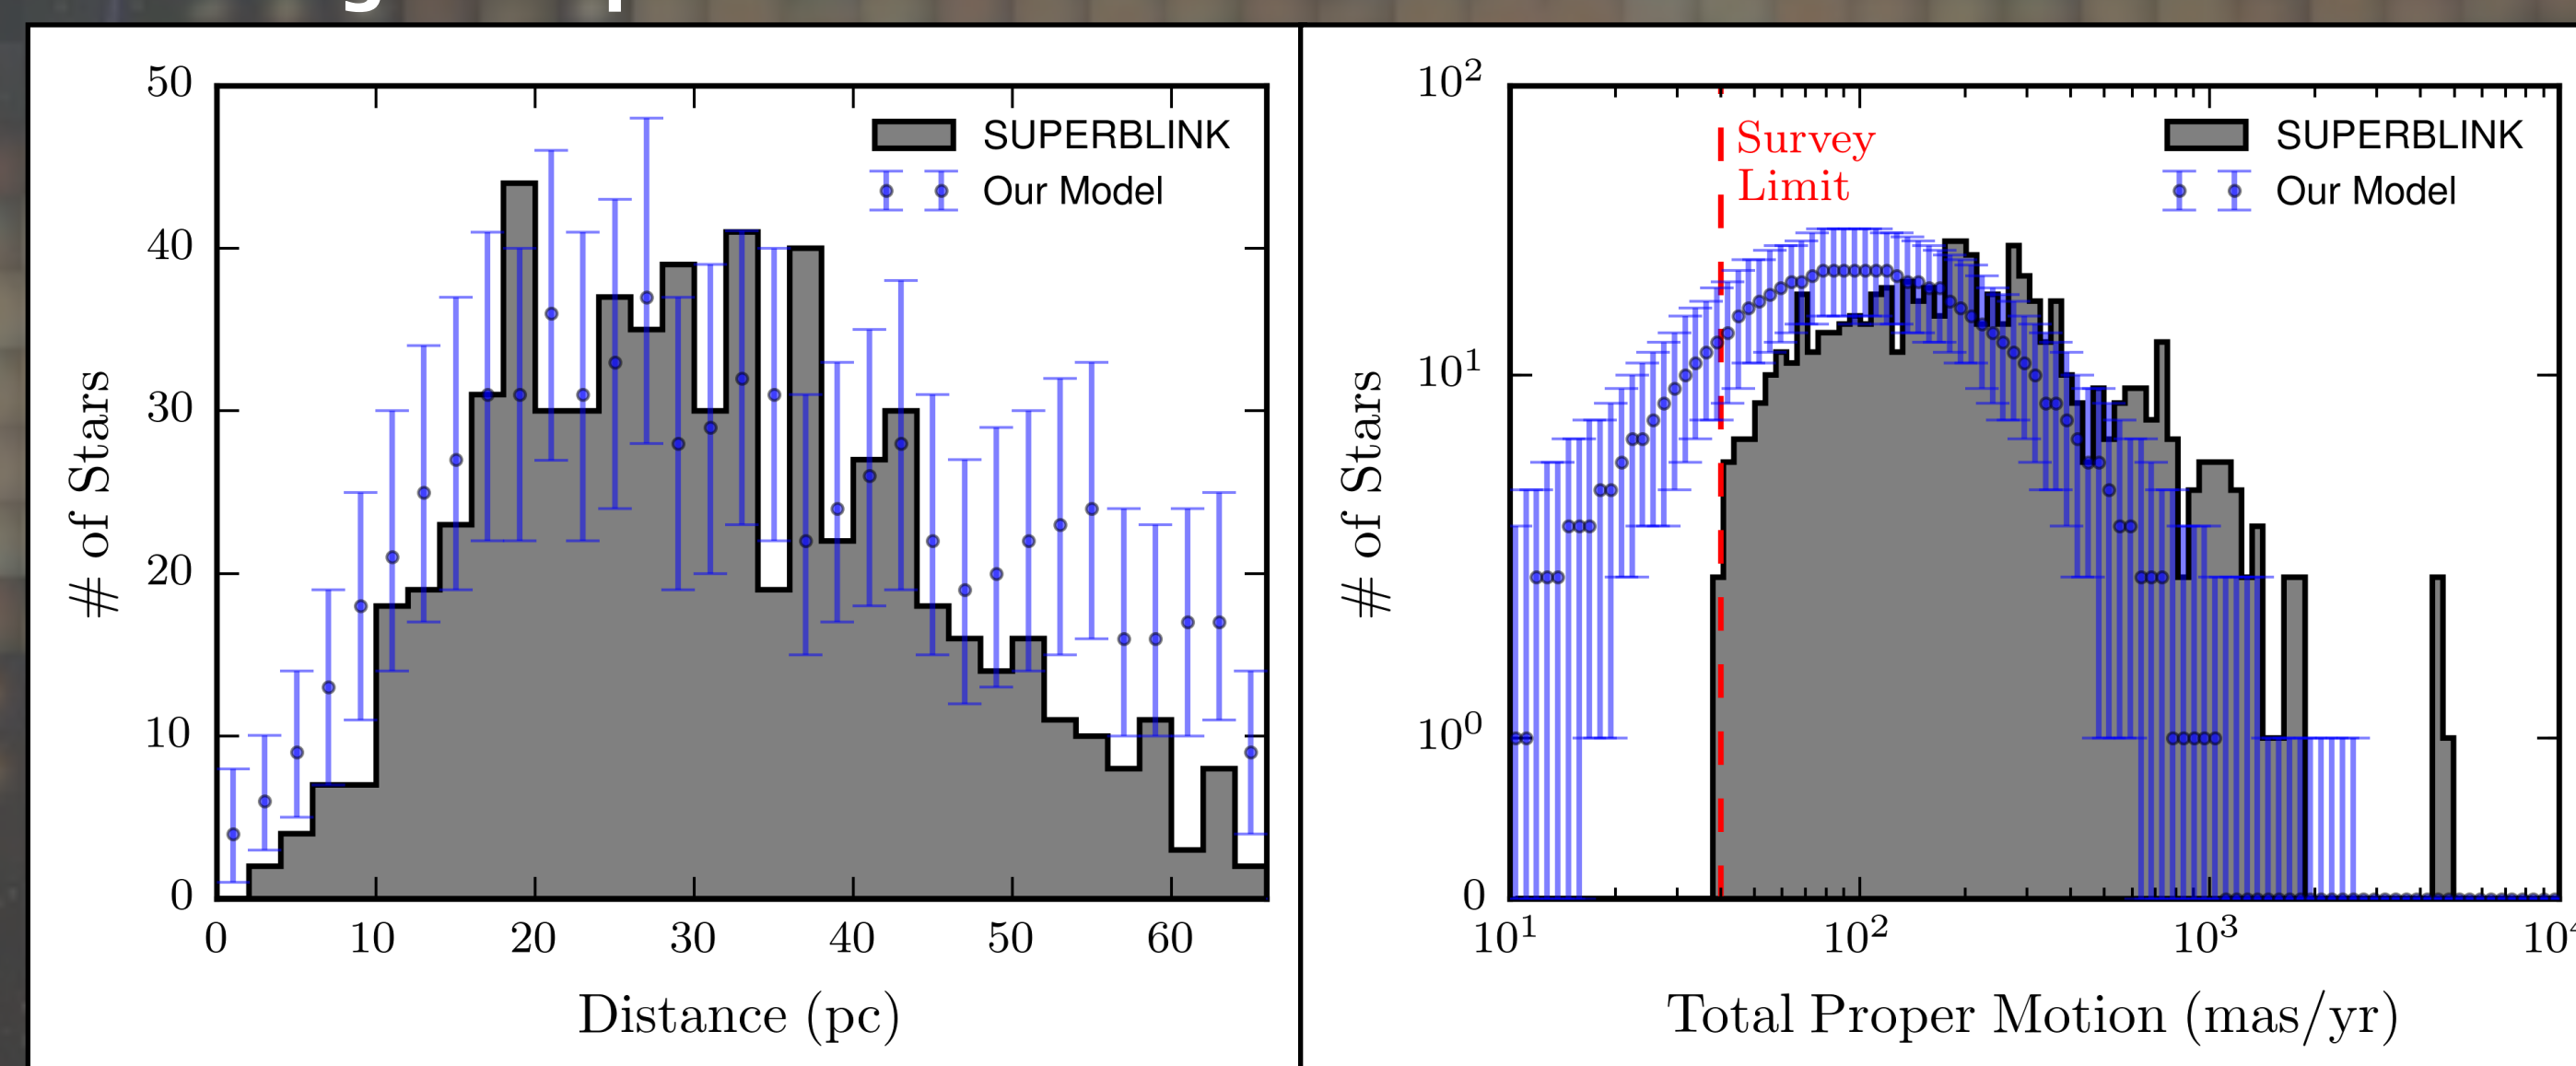 50
40
30
20
10
0
# of Stars
0 10 20 30 40 50 60
Distance (pc)
SUPERBLINK
Our Model
10²
10¹
10⁰
0
# of Stars
10¹ 10² 10³
Total Proper Motion (mas/yr)
Survey
Limit
SUPERBLINK
Our Model